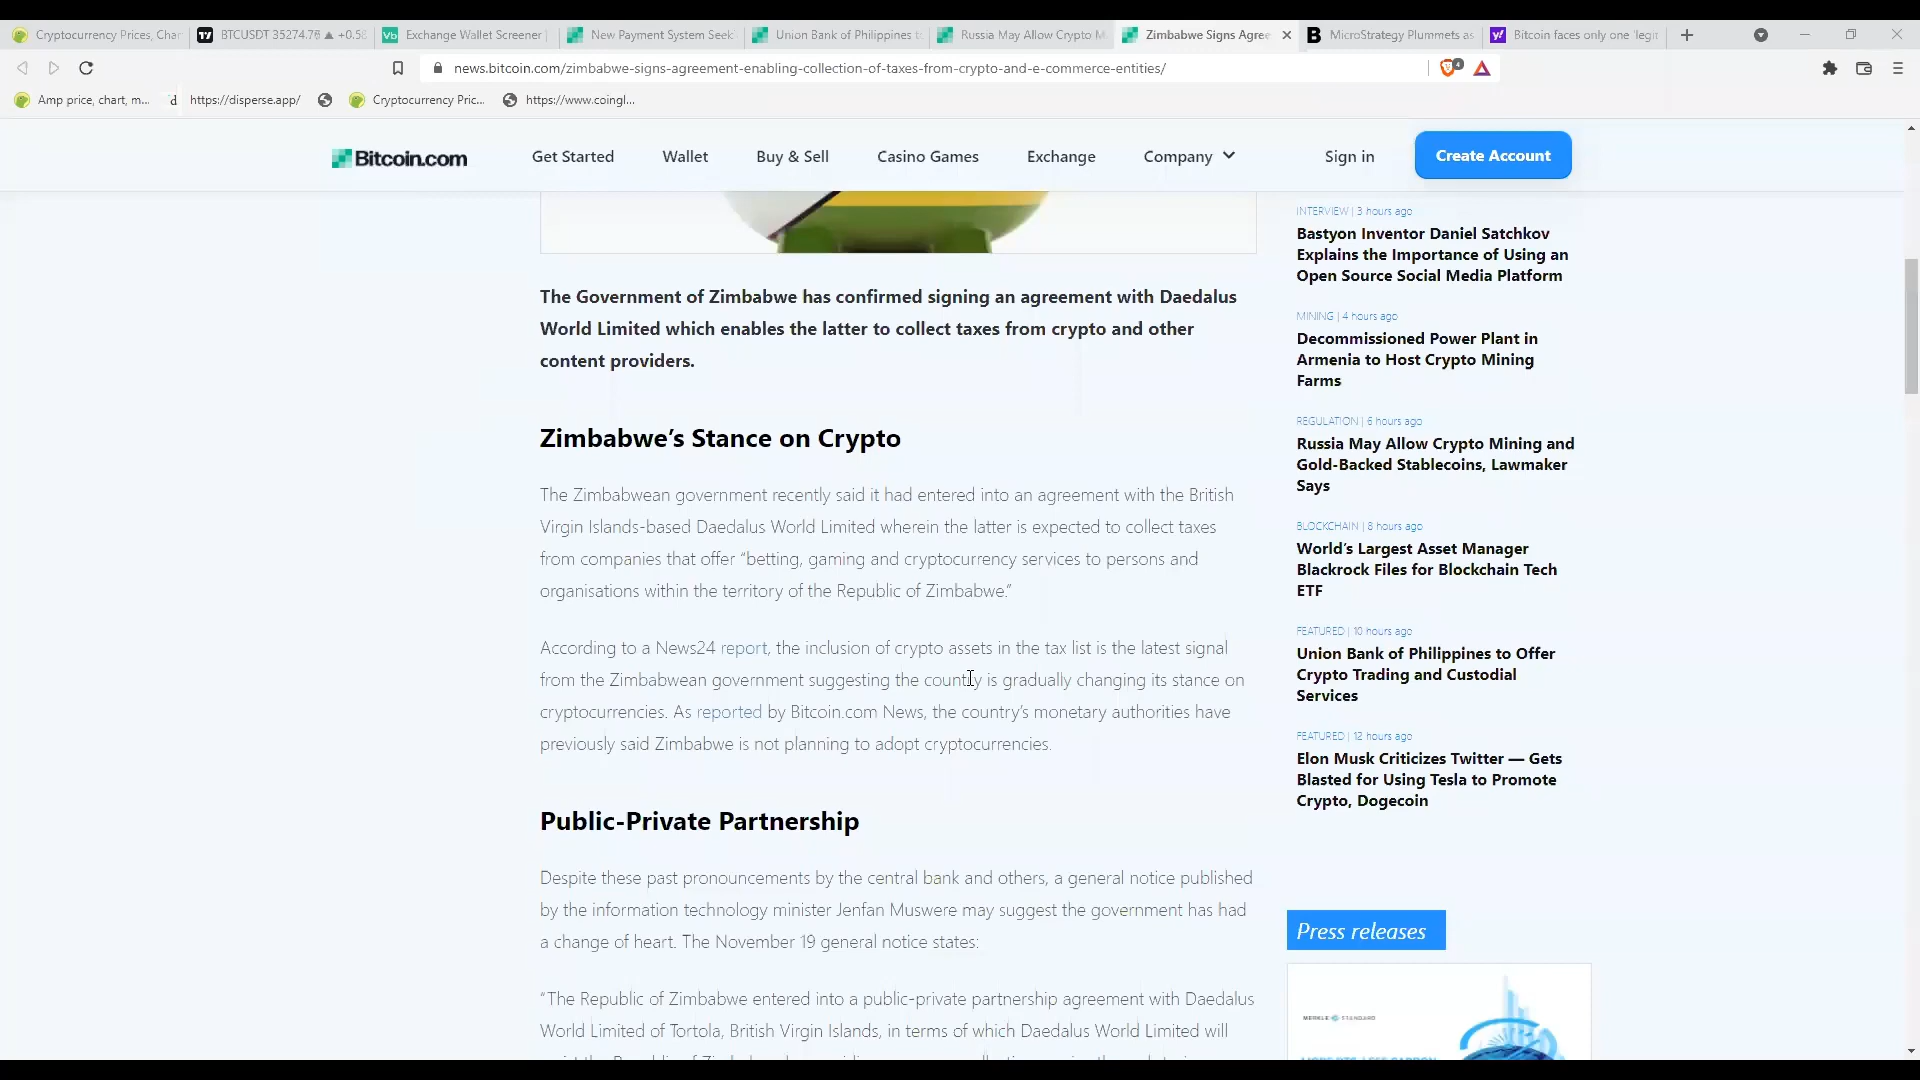 Cryptocurrency Prices, Char
BTCUSDT 35274.76 ▲ +0.5
Exchange Wallet Screener
New Payment System Seek
Union Bank of Philippines t
Russia May Allow Crypto M
Zimbabwe Signs Agree
MicroStrategy Plummets as
Bitcoin faces only one 'legit
news.bitcoin.com/zimbabwe-signs-agreement-enabling-collection-of-taxes-from-crypto-and-e-commerce-entities/
4
Amp price, chart, m...
d https://disperse.app/
Cryptocurrency Pric...
https://www.coingl...
Bitcoin.com
Get Started
Wallet
Buy & Sell
Casino Games
Exchange
Company
Sign in
Create Account
The Government of Zimbabwe has confirmed signing an agreement with Daedalus
World Limited which enables the latter to collect taxes from crypto and other
content providers.
Zimbabwe's Stance on Crypto
The Zimbabwean government recently said it had entered into an agreement with the British
Virgin Islands-based Daedalus World Limited wherein the latter is expected to collect taxes
from companies that offer “betting, gaming and cryptocurrency services to persons and
organisations within the territory of the Republic of Zimbabwe.”
According to a News24 report, the inclusion of crypto assets in the tax list is the latest signal
from the Zimbabwean government suggesting the country is gradually changing its stance on
cryptocurrencies. As reported by Bitcoin.com News, the country's monetary authorities have
previously said Zimbabwe is not planning to adopt cryptocurrencies.
Public-Private Partnership
Despite these past pronouncements by the central bank and others, a general notice published
by the information technology minister Jenfan Muswere may suggest the government has had
a change of heart. The November 19 general notice states:
“The Republic of Zimbabwe entered into a public-private partnership agreement with Daedalus
World Limited of Tortola, British Virgin Islands, in terms of which Daedalus World Limited will
INTERVIEW | 3 hours ago
Bastyon Inventor Daniel Satchkov
Explains the Importance of Using an
Open Source Social Media Platform
MINING | 4 hours ago
Decommissioned Power Plant in
Armenia to Host Crypto Mining
Farms
REGULATION | 6 hours ago
Russia May Allow Crypto Mining and
Gold-Backed Stablecoins, Lawmaker
Says
BLOCKCHAIN | 8 hours ago
World's Largest Asset Manager
Blackrock Files for Blockchain Tech
ETF
FEATURED | 10 hours ago
Union Bank of Philippines to Offer
Crypto Trading and Custodial
Services
FEATURED | 12 hours ago
Elon Musk Criticizes Twitter — Gets
Blasted for Using Tesla to Promote
Crypto, Dogecoin
Press releases
MERKLE STANDARD